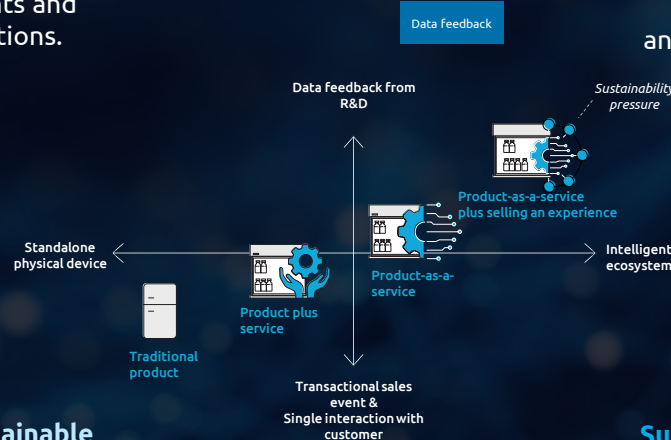 nts and
tions.
Data feedback
an
Data feedback from
R&D
Sustainability
pressure
Product-as-a-service
plus selling an experience
Standalone
physical device
Intelligent
ecosystem
Product-as-a-
service
Product plus
service
Traditional
product
Transactional sales
event &
Single interaction with
customer
ainable
Su